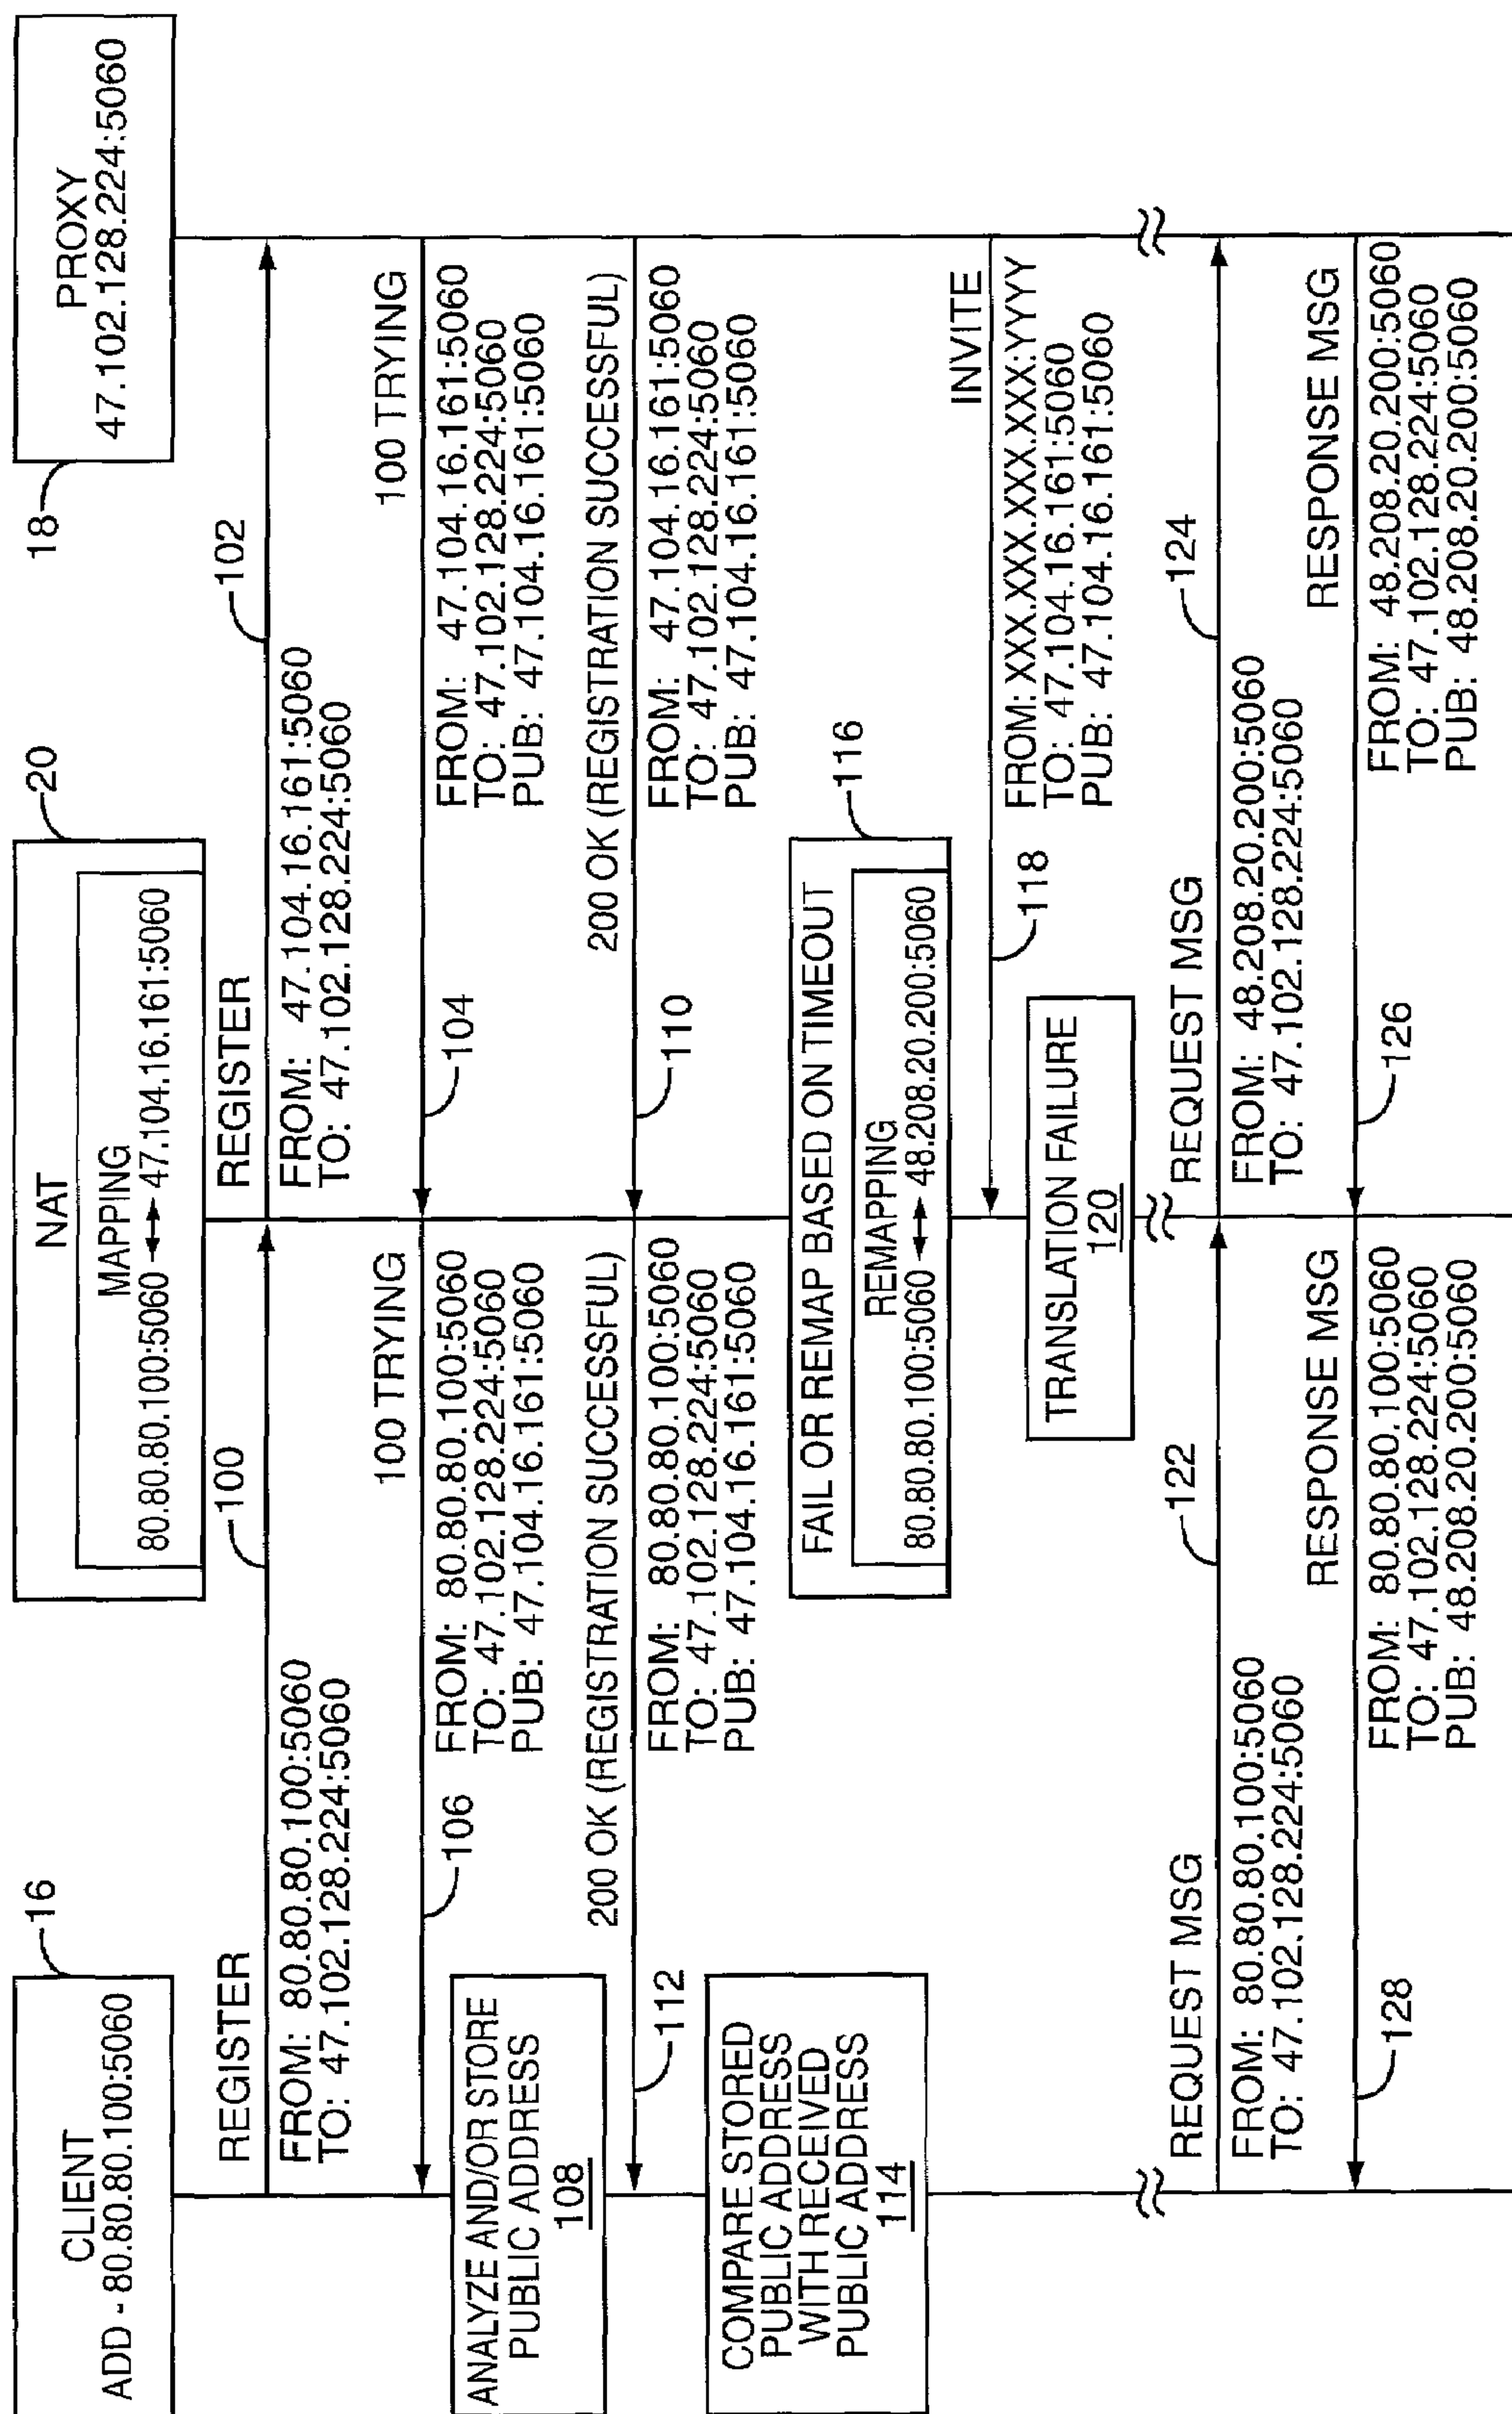 CLIENT
ADD - 80.80.80.100:5060
16
NAT
MAPPING
80.80.80.100:5060 ↔ 47.104.16.161:5060
20
PROXY
47.102.128.224:5060
18
REGISTER
100
FROM: 80.80.80.100:5060
TO: 47.102.128.224:5060
REGISTER
102
FROM: 47.104.16.161:5060
TO: 47.102.128.224:5060
100 TRYING
104
FROM: 47.104.16.161:5060
TO: 47.102.128.224:5060
PUB: 47.104.16.161:5060
100 TRYING
106
FROM: 80.80.80.100:5060
TO: 47.102.128.224:5060
PUB: 47.104.16.161:5060
ANALYZE AND/OR STORE
PUBLIC ADDRESS
108
200 OK (REGISTRATION SUCCESSFUL)
110
FROM: 47.104.16.161:5060
TO: 47.102.128.224:5060
PUB: 47.104.16.161:5060
200 OK (REGISTRATION SUCCESSFUL)
112
FROM: 80.80.80.100:5060
TO: 47.102.128.224:5060
PUB: 47.104.16.161:5060
COMPARE STORED
PUBLIC ADDRESS
WITH RECEIVED
PUBLIC ADDRESS
114
FAIL OR REMAP BASED ON TIMEOUT
REMAPPING
80.80.80.100:5060 ↔ 48.208.20.200:5060
116
INVITE
118
FROM: XXX.XXX.XXX.XXX:YYYY
TO: 47.104.16.161:5060
PUB: 47.104.16.161:5060
TRANSLATION FAILURE
120
REQUEST MSG
122
FROM: 80.80.80.100:5060
TO: 47.102.128.224:5060
REQUEST MSG
124
FROM: 48.208.20.200:5060
TO: 47.102.128.224:5060
RESPONSE MSG
126
FROM: 48.208.20.200:5060
TO: 47.102.128.224:5060
PUB: 48.208.20.200:5060
RESPONSE MSG
128
FROM: 80.80.80.100:5060
TO: 47.102.128.224:5060
PUB: 48.208.20.200:5060